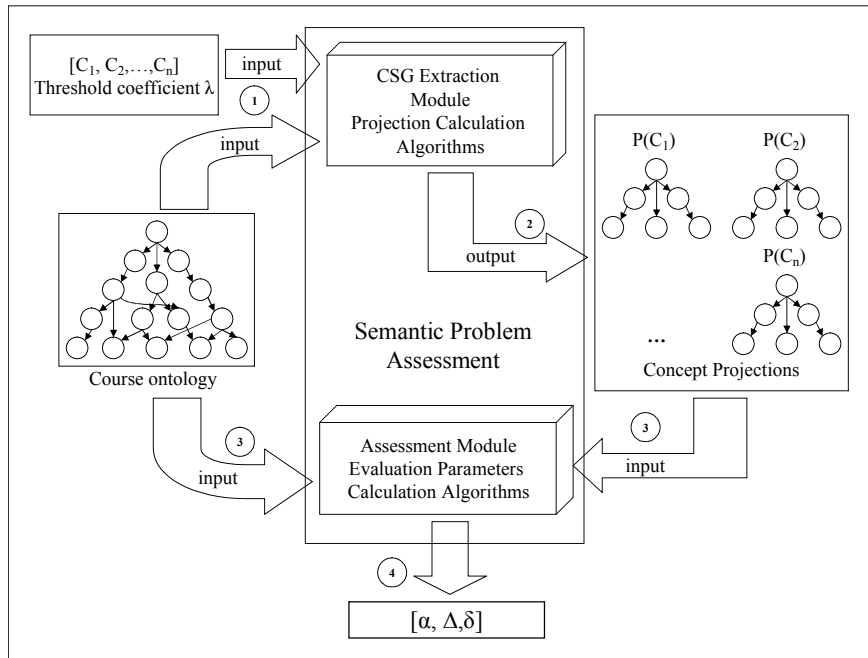 [C1, C2,…,Cn]
Threshold coefficient λ
input
1
input
CSG Extraction
Module
Projection Calculation
Algorithms
P(C1)
P(C2)
2
output
P(Cn)
...
Concept Projections
Semantic Problem
Assessment
Course ontology
3
input
Assessment Module
Evaluation Parameters
Calculation Algorithms
3
input
4
[α, Δ,δ]